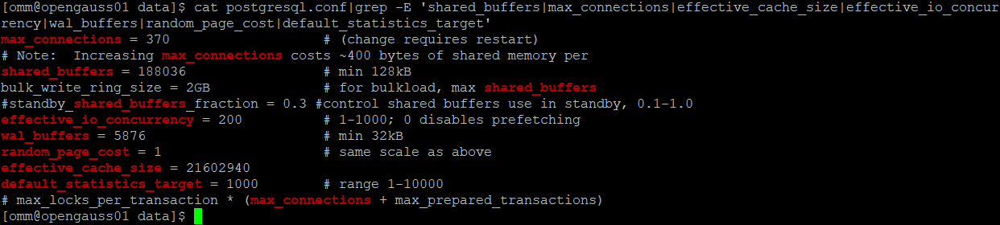 [omm@opengauss01 data]$ cat postgresql.conf|grep -E 'shared_buffers|max_connections|effective_cache_size|effective_io_concur
rency|wal_buffers|random_page_cost|default_statistics_target'
max_connections = 370                   # (change requires restart)
# Note:  Increasing max_connections costs ~400 bytes of shared memory per
shared_buffers = 188036                 # min 128kB
bulk_write_ring_size = 2GB              # for bulkload, max shared_buffers
#standby_shared_buffers_fraction = 0.3 #control shared buffers use in standby, 0.1-1.0
effective_io_concurrency = 200          # 1-1000; 0 disables prefetching
wal_buffers = 5876                      # min 32kB
random_page_cost = 1                    # same scale as above
effective_cache_size = 21602940
default_statistics_target = 1000        # range 1-10000
# max_locks_per_transaction * (max_connections + max_prepared_transactions)
[omm@opengauss01 data]$